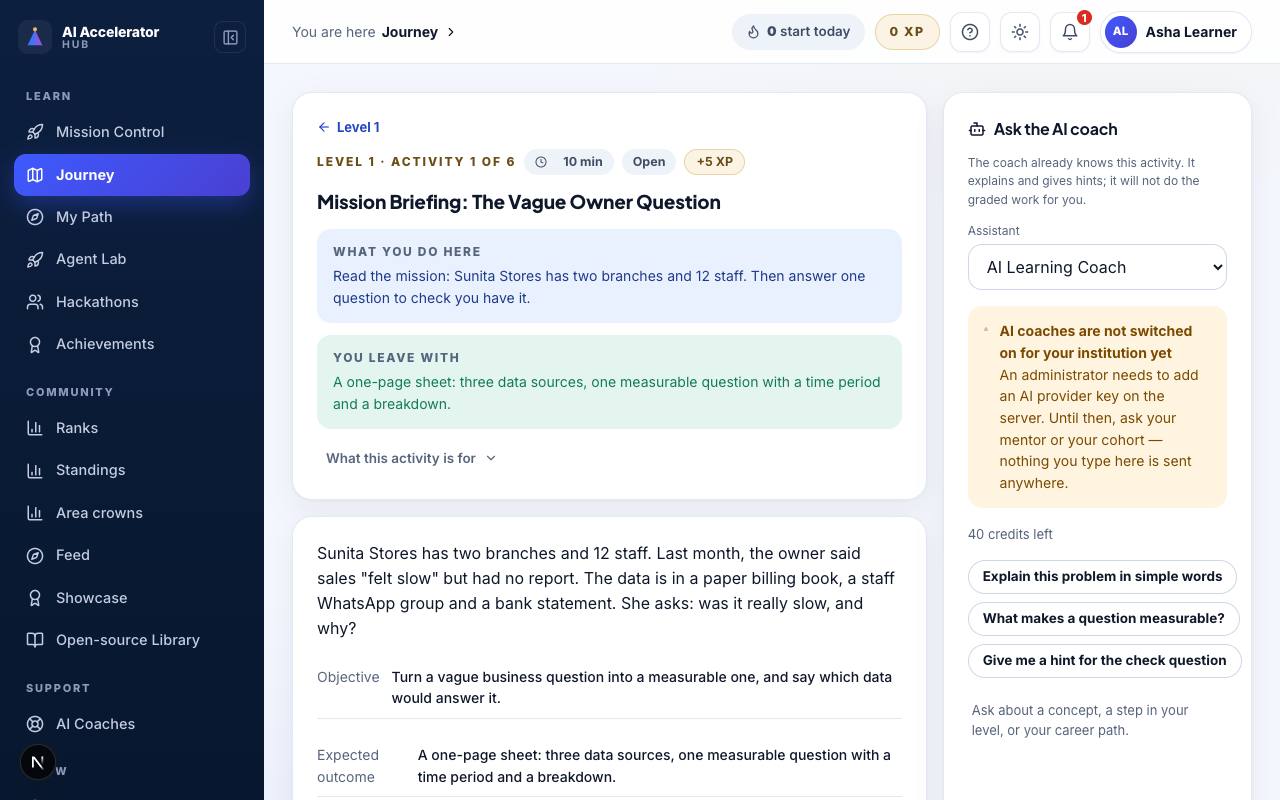 AI Accelerator
HUB
LEARN
Mission Control
Journey
My Path
Agent Lab
Hackathons
Achievements
COMMUNITY
Ranks
Standings
Area crowns
Feed
Showcase
Open-source Library
SUPPORT
AI Coaches
N
W
You are here Journey
0 start today
0 XP
1
AL
Asha Learner
Level 1
LEVEL 1 · ACTIVITY 1 OF 6
10 min
Open
+5 XP
Mission Briefing: The Vague Owner Question
WHAT YOU DO HERE
Read the mission: Sunita Stores has two branches and 12 staff. Then answer one
question to check you have it.
YOU LEAVE WITH
A one-page sheet: three data sources, one measurable question with a time period
and a breakdown.
What this activity is for
Sunita Stores has two branches and 12 staff. Last month, the owner said
sales "felt slow" but had no report. The data is in a paper billing book, a staff
WhatsApp group and a bank statement. She asks: was it really slow, and
why?
Objective Turn a vague business question into a measurable one, and say which data
would answer it.
Expected A one-page sheet: three data sources, one measurable question with a
outcome time period and a breakdown.
Ask the AI coach
The coach already knows this activity. It
explains and gives hints; it will not do the
graded work for you.
Assistant
AI Learning Coach
AI coaches are not switched
on for your institution yet
An administrator needs to add
an AI provider key on the
server. Until then, ask your
mentor or your cohort —
nothing you type here is sent
anywhere.
40 credits left
Explain this problem in simple words
What makes a question measurable?
Give me a hint for the check question
Ask about a concept, a step in your
level, or your career path.